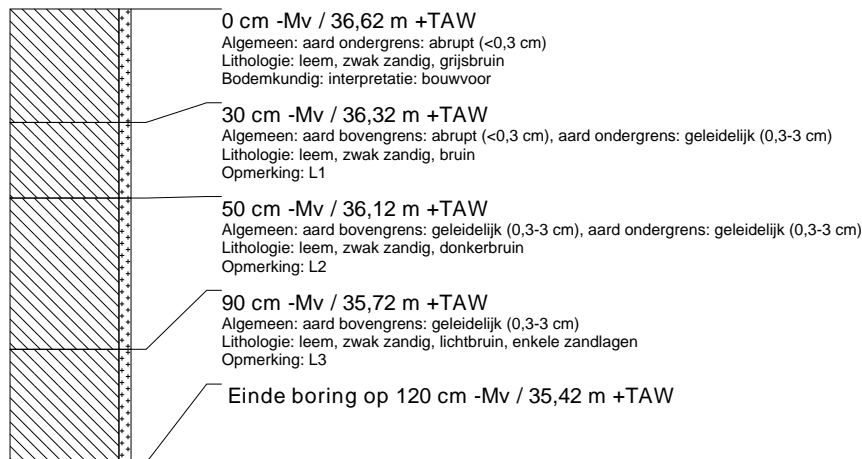 0 cm -Mv / 36,62 m +TAW
Algemeen: aard ondergrens: abrupt (<0,3 cm)
Lithologie: leem, zwak zandig, grijsbruin
Bodemkundig: interpretatie: bouwvoor
30 cm -Mv / 36,32 m +TAW
Algemeen: aard bovengrens: abrupt (<0,3 cm), aard ondergrens: geleidelijk (0,3-3 cm)
Lithologie: leem, zwak zandig, bruin
Opmerking: L1
50 cm -Mv / 36,12 m +TAW
Algemeen: aard bovengrens: geleidelijk (0,3-3 cm), aard ondergrens: geleidelijk (0,3-3 cm)
Lithologie: leem, zwak zandig, donkerbruin
Opmerking: L2
90 cm -Mv / 35,72 m +TAW
Algemeen: aard bovengrens: geleidelijk (0,3-3 cm)
Lithologie: leem, zwak zandig, lichtbruin, enkele zandlagen
Opmerking: L3
Einde boring op 120 cm -Mv / 35,42 m +TAW